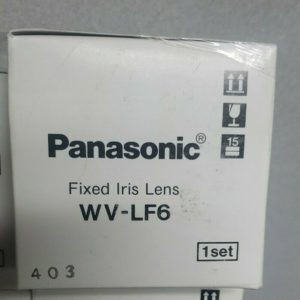 Panasonic®
15
Fixed Iris Lens
WV-LF6
1set
403